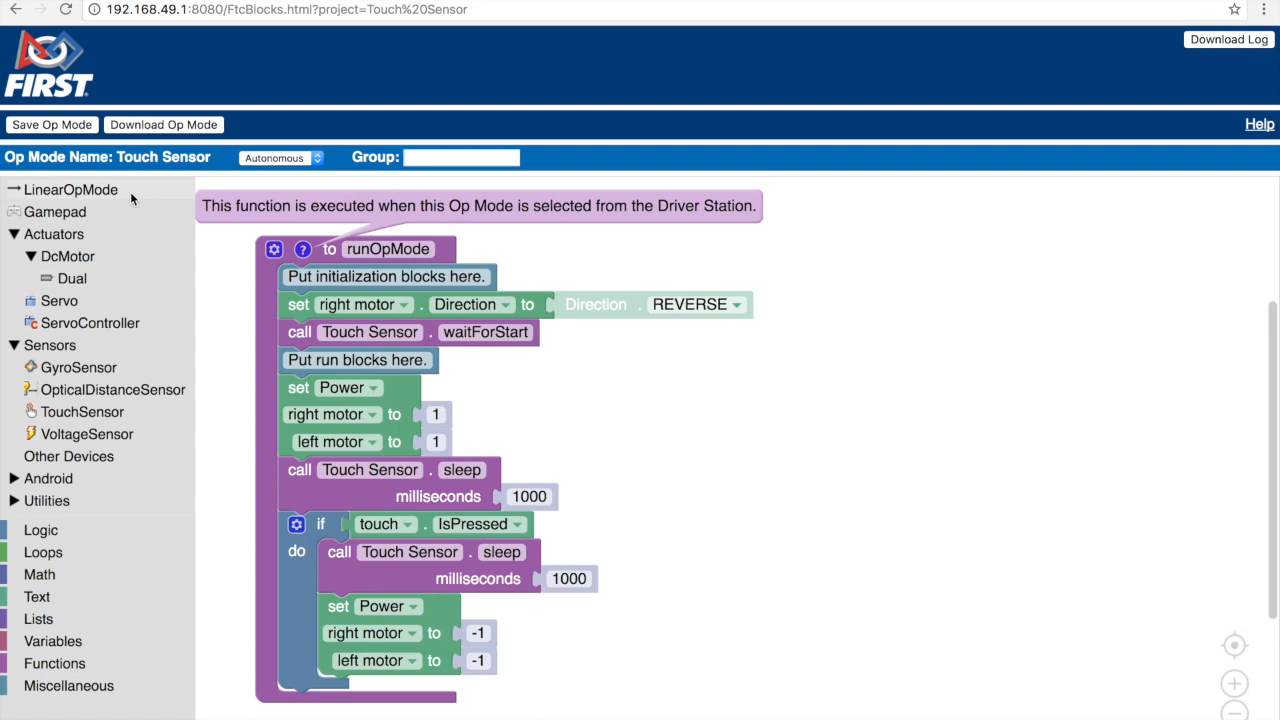 192.168.49.1:8080/FtcBlocks.html?project=Touch%20Sensor
Download Log
FIRST
Save Op Mode Download Op Mode Help
Op Mode Name: Touch Sensor Autonomous Group:
LinearOpMode
Gamepad
Actuators
DcMotor
Dual
Servo
ServoController
Sensors
GyroSensor
OpticalDistanceSensor
TouchSensor
VoltageSensor
Other Devices
Android
Utilities
Logic
Loops
Math
Text
Lists
Variables
Functions
Miscellaneous
This function is executed when this Op Mode is selected from the Driver Station.
? to runOpMode
Put initialization blocks here.
set right motor . Direction to Direction . REVERSE
call Touch Sensor . waitForStart
Put run blocks here.
set Power
right motor to 1
left motor to 1
call Touch Sensor . sleep
milliseconds 1000
if touch . IsPressed
do call Touch Sensor . sleep
milliseconds 1000
set Power
right motor to -1
left motor to -1